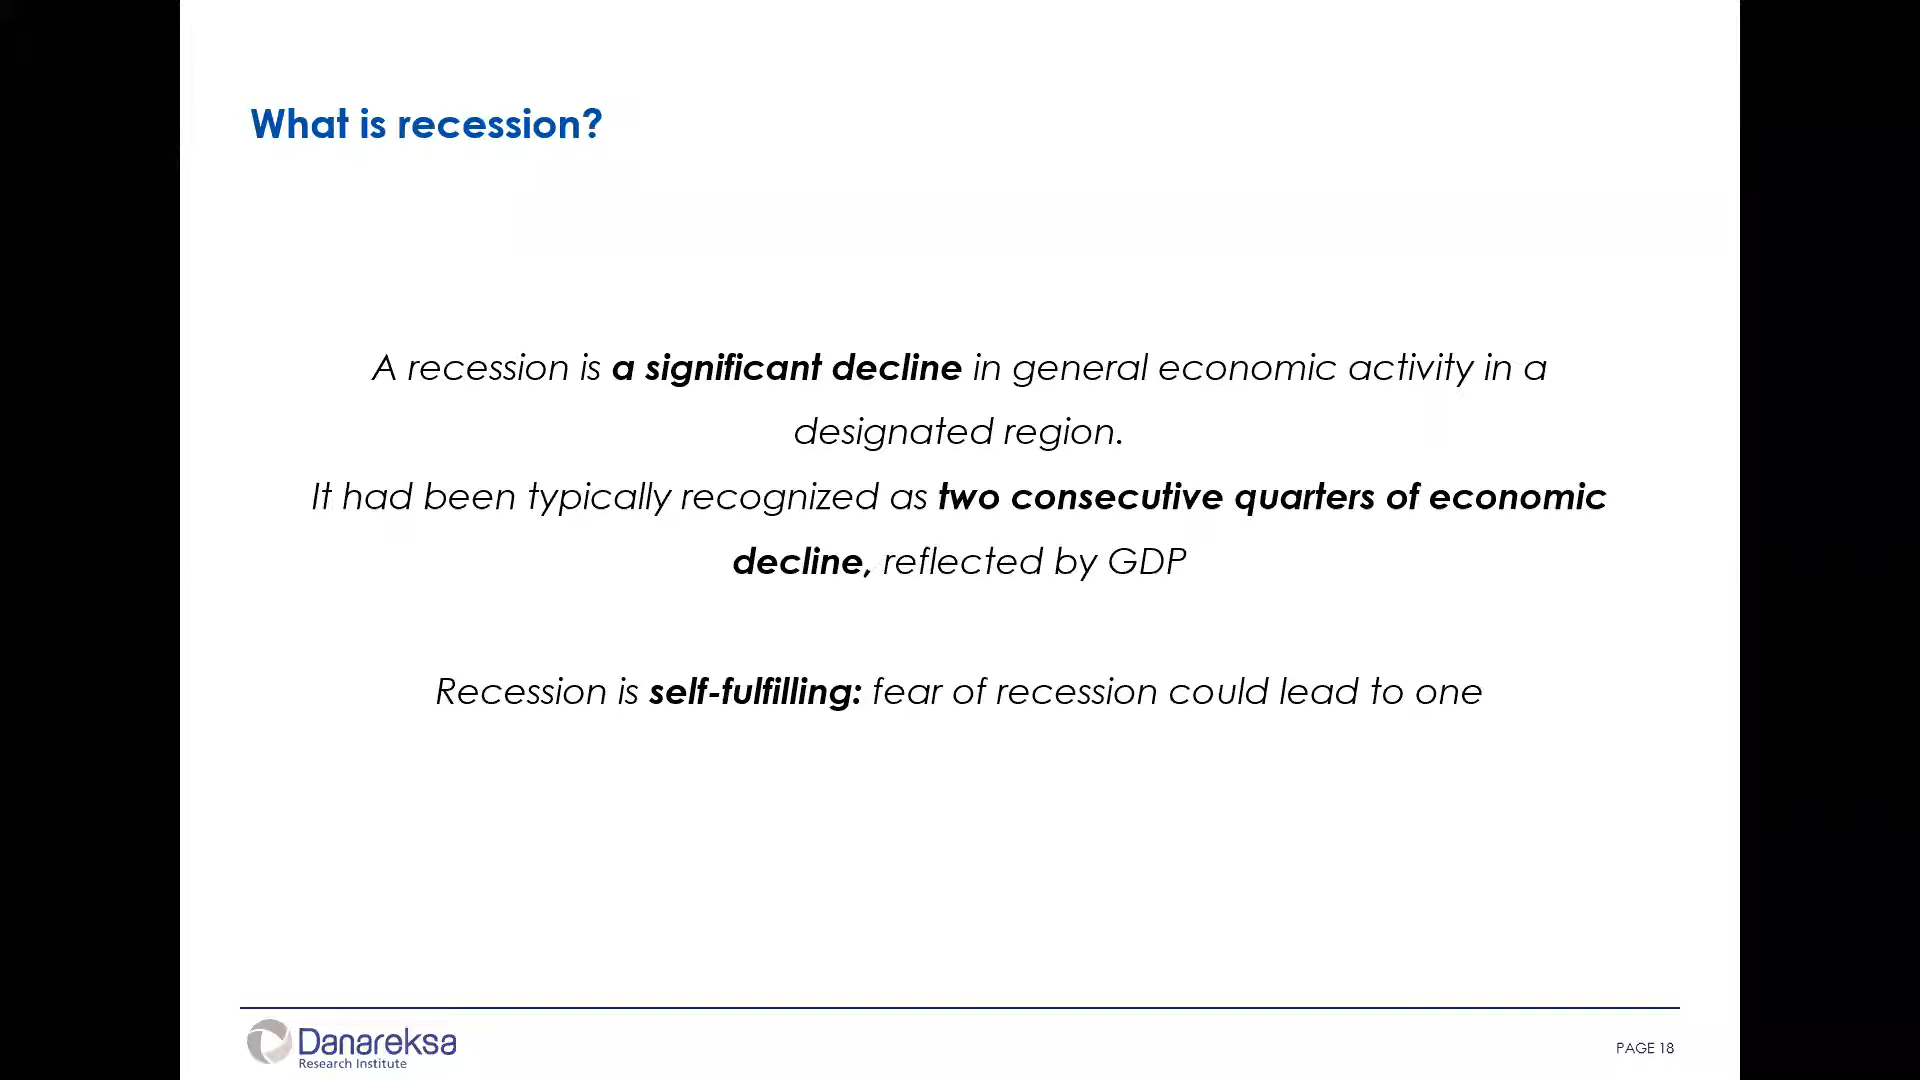 What is recession?
A recession is a significant decline in general economic activity in a
designated region.
It had been typically recognized as two consecutive quarters of economic
decline, reflected by GDP
Recession is self-fulfilling: fear of recession could lead to one
Danareksa
Research Institute
PAGE 18